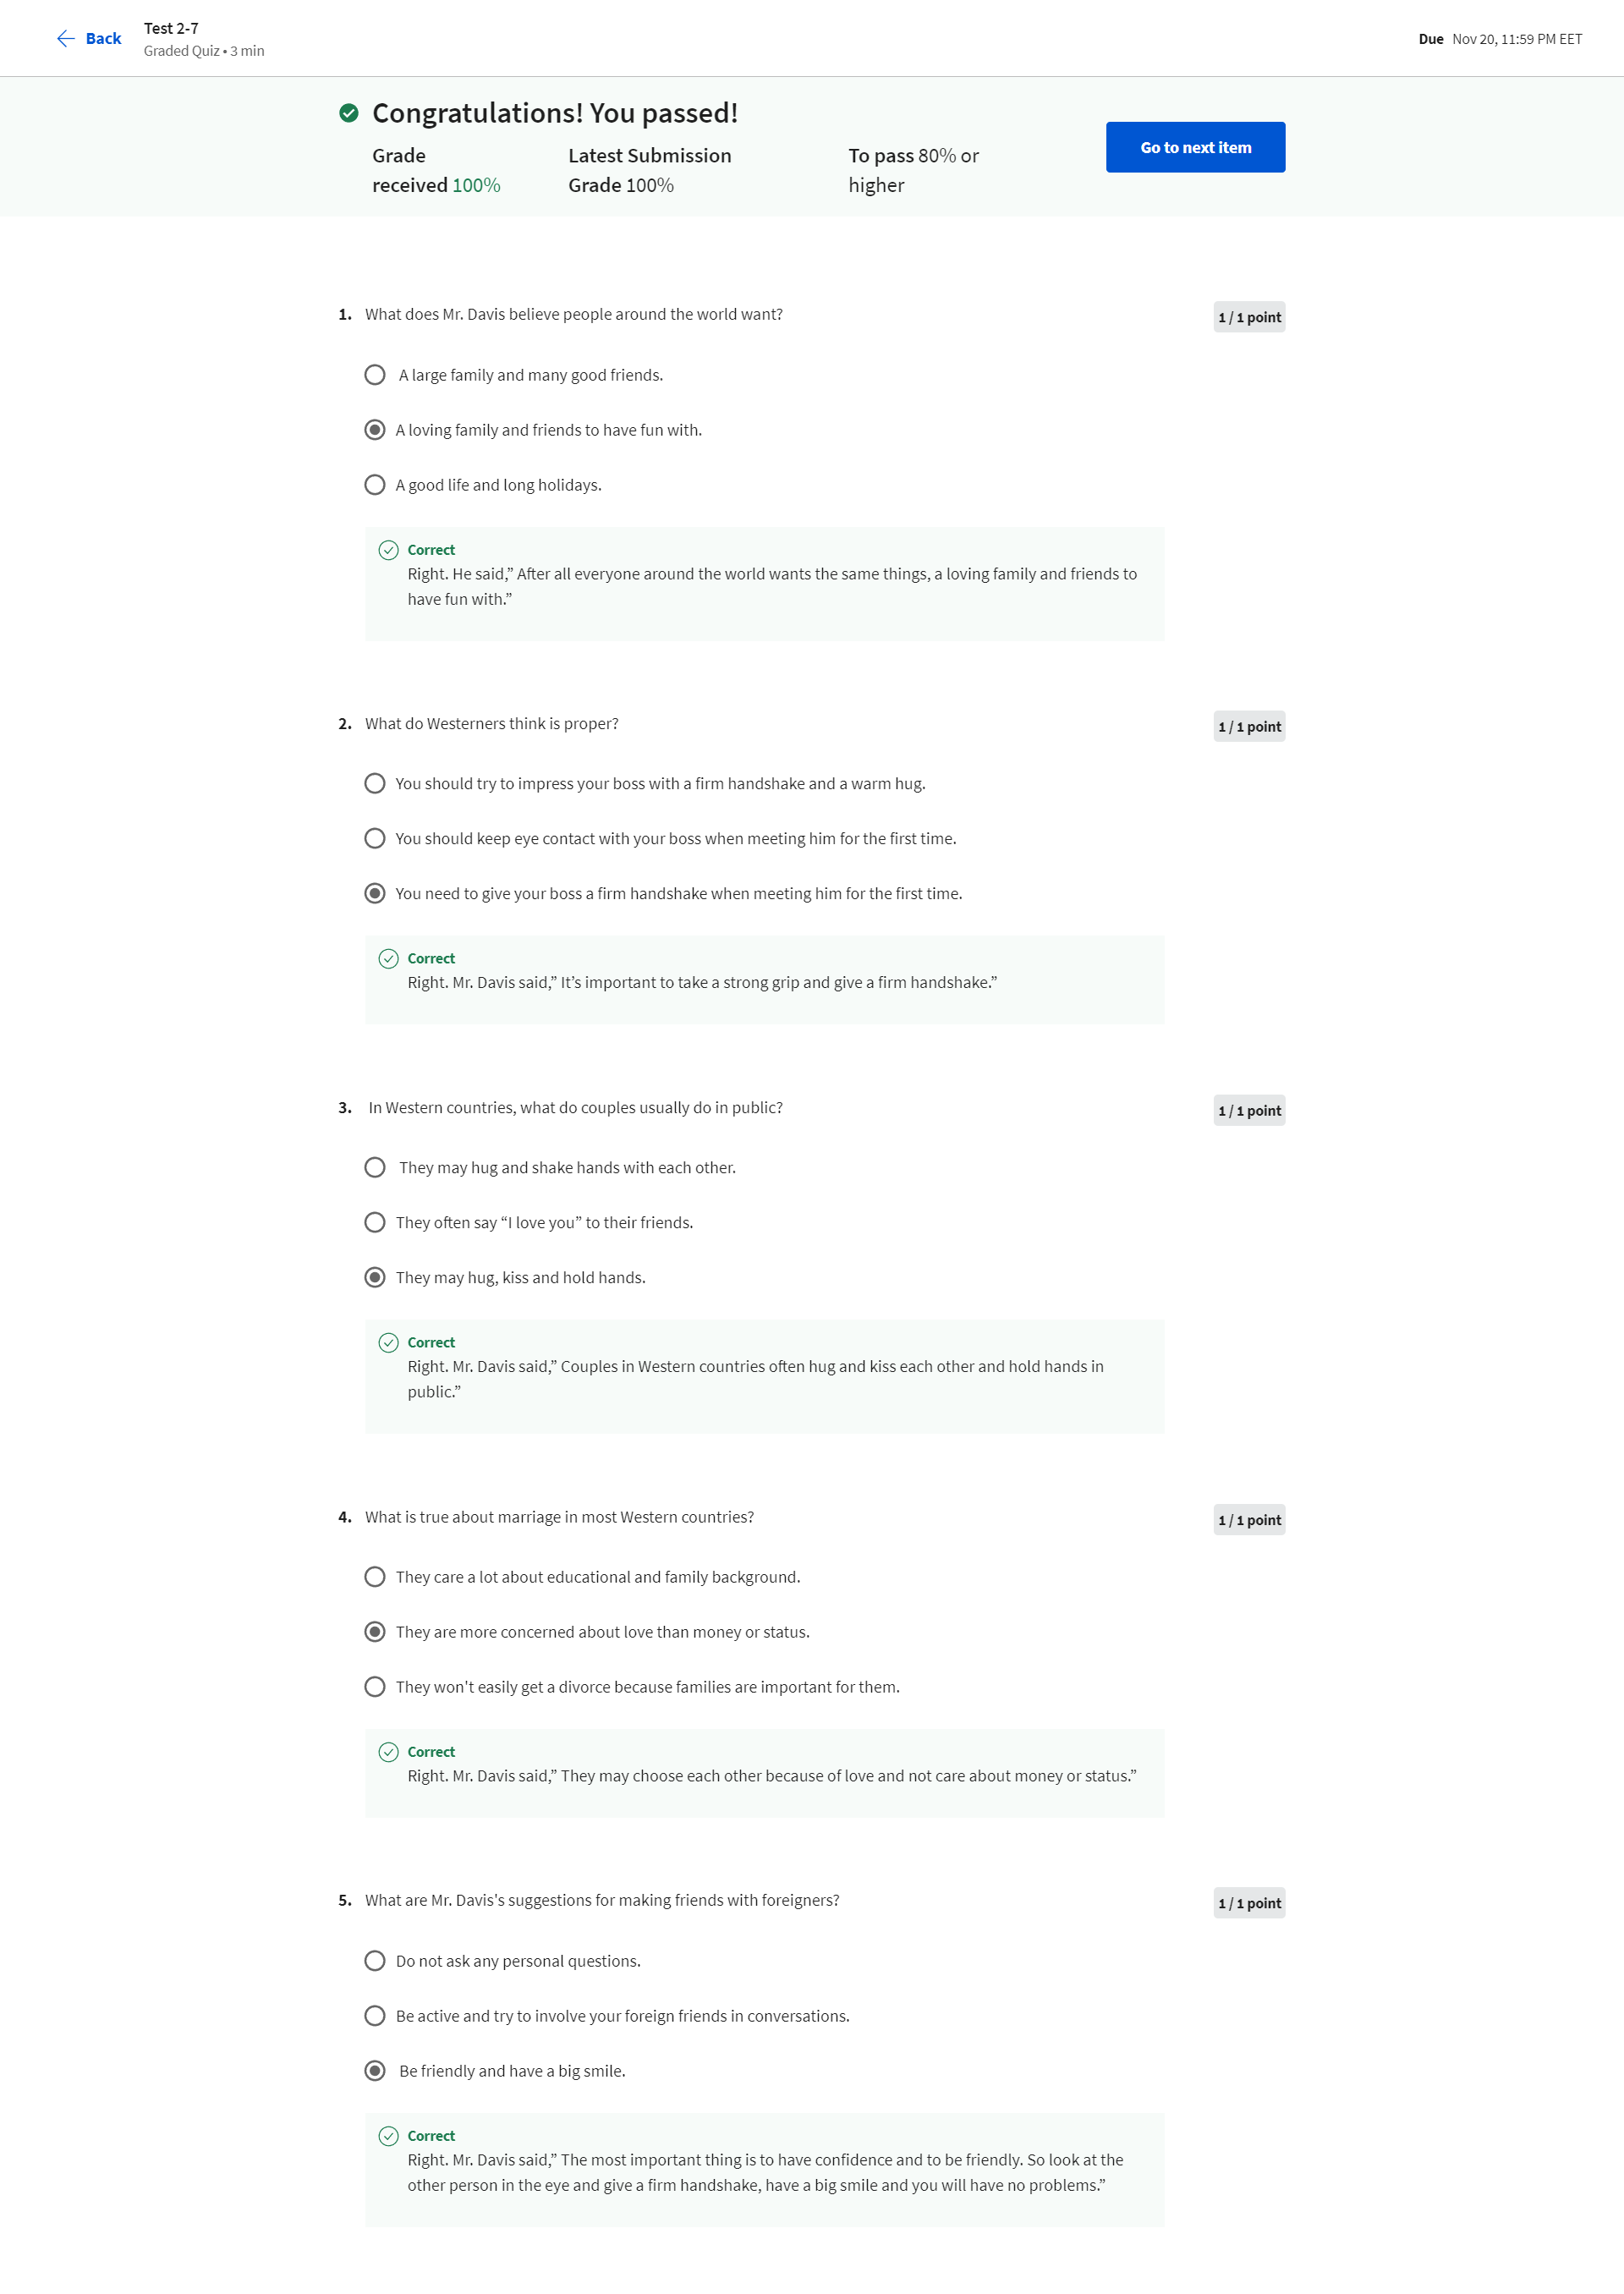 Back
Test 2-7
Graded Quiz • 3 min
Due Nov 20, 11:59 PM EET
Congratulations! You passed!
Grade
received 100%
Latest Submission
Grade 100%
To pass 80% or
higher
Go to next item
1. What does Mr. Davis believe people around the world want?
1 / 1 point
A large family and many good friends.
A loving family and friends to have fun with.
A good life and long holidays.
Correct
Right. He said,” After all everyone around the world wants the same things, a loving family and friends to
have fun with.”
2. What do Westerners think is proper?
1 / 1 point
You should try to impress your boss with a firm handshake and a warm hug.
You should keep eye contact with your boss when meeting him for the first time.
You need to give your boss a firm handshake when meeting him for the first time.
Correct
Right. Mr. Davis said,” It’s important to take a strong grip and give a firm handshake.”
3. In Western countries, what do couples usually do in public?
1 / 1 point
They may hug and shake hands with each other.
They often say “I love you” to their friends.
They may hug, kiss and hold hands.
Correct
Right. Mr. Davis said,” Couples in Western countries often hug and kiss each other and hold hands in
public.”
4. What is true about marriage in most Western countries?
1 / 1 point
They care a lot about educational and family background.
They are more concerned about love than money or status.
They won't easily get a divorce because families are important for them.
Correct
Right. Mr. Davis said,” They may choose each other because of love and not care about money or status.”
5. What are Mr. Davis's suggestions for making friends with foreigners?
1 / 1 point
Do not ask any personal questions.
Be active and try to involve your foreign friends in conversations.
Be friendly and have a big smile.
Correct
Right. Mr. Davis said,” The most important thing is to have confidence and to be friendly. So look at the
other person in the eye and give a firm handshake, have a big smile and you will have no problems.”